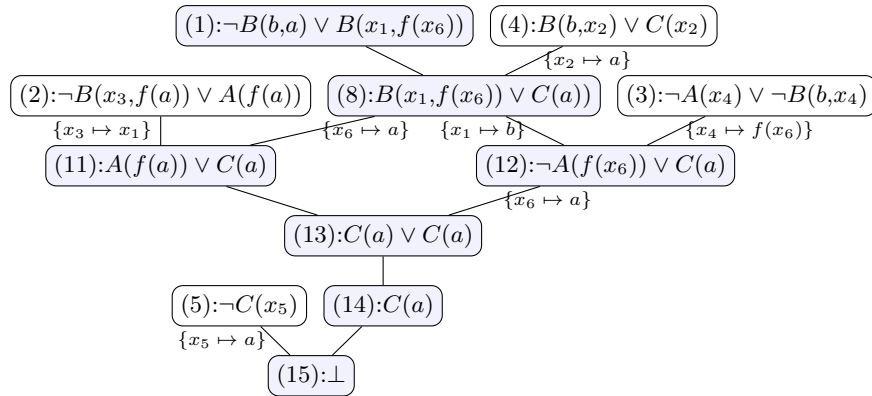 (1):¬B(b,a) ∨ B(x₁,f(x₆)) (4):B(b,x₂) ∨ C(x₂)
{x₂ ↦ a}
(2):¬B(x₃,f(a)) ∨ A(f(a)) (8):B(x₁,f(x₆)) ∨ C(a)) (3):¬A(x₄) ∨ ¬B(b,x₄)
{x₃ ↦ x₁} {x₆ ↦ a} {x₁ ↦ b} {x₄ ↦ f(x₆)}
(11):A(f(a)) ∨ C(a) (12):¬A(f(x₆)) ∨ C(a)
{x₆ ↦ a}
(13):C(a) ∨ C(a)
(5):¬C(x₅) (14):C(a)
{x₅ ↦ a}
(15):⊥